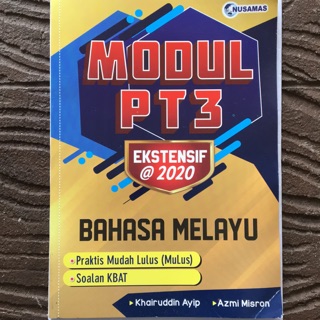 NUSAMAS
MODUL
PT3
EKSTENSIF
@ 2020
BAHASA MELAYU
Praktis Mudah Lulus (MuLus)
Soalan KBAT
Khairuddin Ayip
Azmi Misron